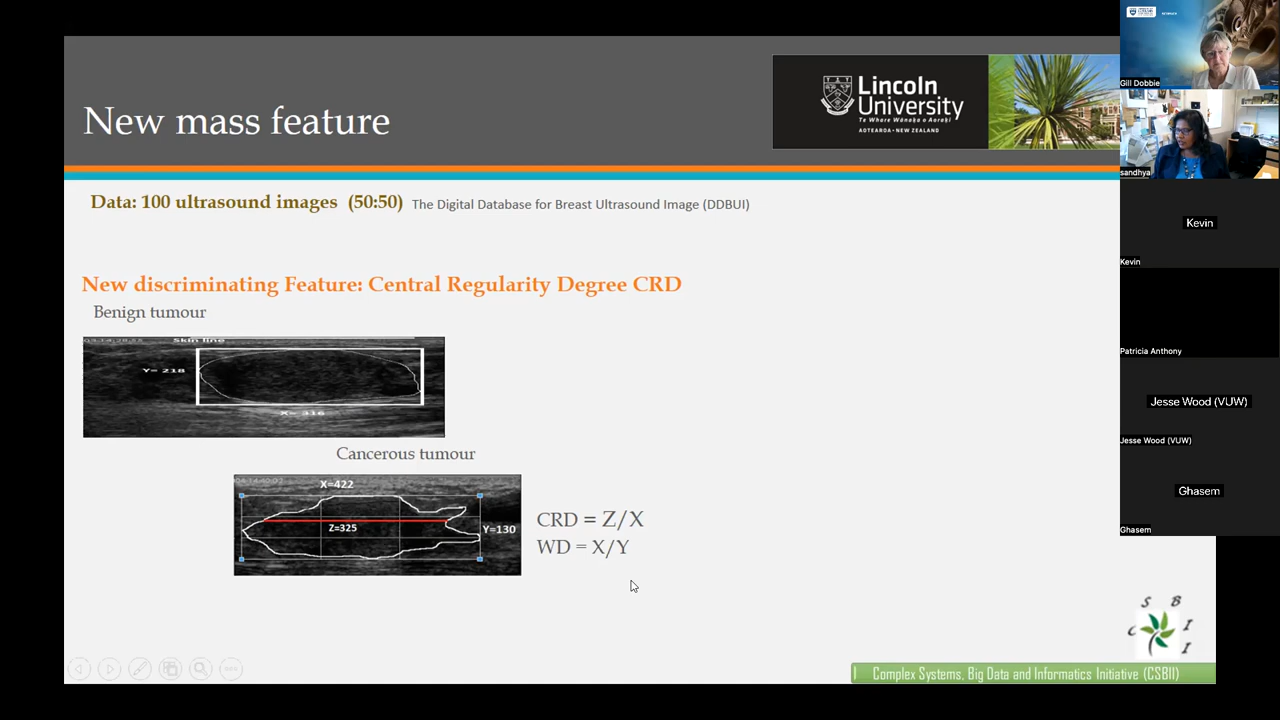 New mass feature
Lincoln
University
Te Whare Wānaka o Aoraki
AOTEAROA • NEW ZEALAND
Data: 100 ultrasound images (50:50) The Digital Database for Breast Ultrasound Image (DDBUI)
New discriminating Feature: Central Regularity Degree CRD
Benign tumour
Skin line
Y= 218
X= 316
Cancerous tumour
X=422
Z=325
Y=130
CRD = Z/X
WD = X/Y
C S B I I
Complex Systems, Big Data and Informatics Initiative (CSBII)
SCIENCE
Gill Dobbie
sandhya
Kevin
Kevin
Patricia Anthony
Jesse Wood (VUW)
Jesse Wood (VUW)
Ghasem
Ghasem